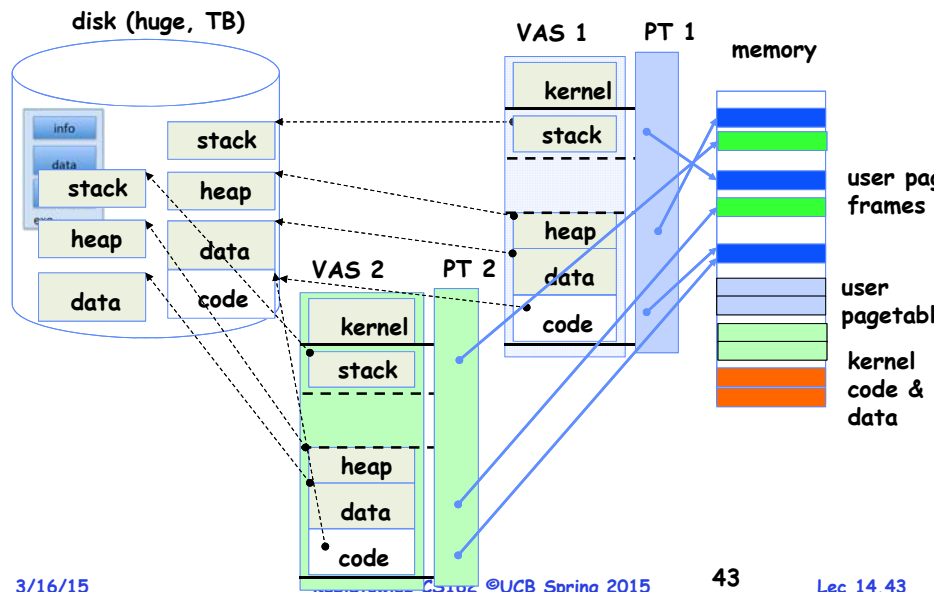 disk (huge, TB)
VAS 1
PT 1
memory
kernel
stack
heap
data
code
info
data
stack
heap
data
stack
heap
data
code
VAS 2
PT 2
kernel
stack
heap
data
code
user pag
frames
user
pagetabl
kernel
code &
data
3/16/15
CS162 ©UCB Spring 2015
43
Lec 14.43